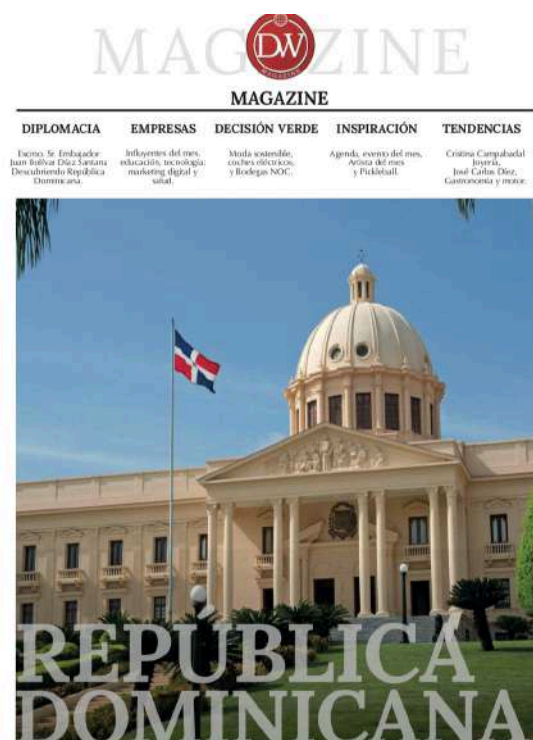 MAGAZINE
DW
MAGAZINE
MAGAZINE
DIPLOMACIA
Excmo. Sr. Embajador
Juan Bolívar Díaz Santana
Descubriendo República
Dominicana.
EMPRESAS
Influyentes del mes,
educación, tecnología:
marketing digital y
salud.
DECISIÓN VERDE
Moda sostenible,
coches eléctricos,
y Bodegas NOC.
INSPIRACIÓN
Agenda, evento del mes,
Artista del mes
y Pickleball.
TENDENCIAS
Cristina Campabadal
Joyería,
José Carlos Díez,
Gastronomía y motor.
REPÚBLICA
DOMINICANA